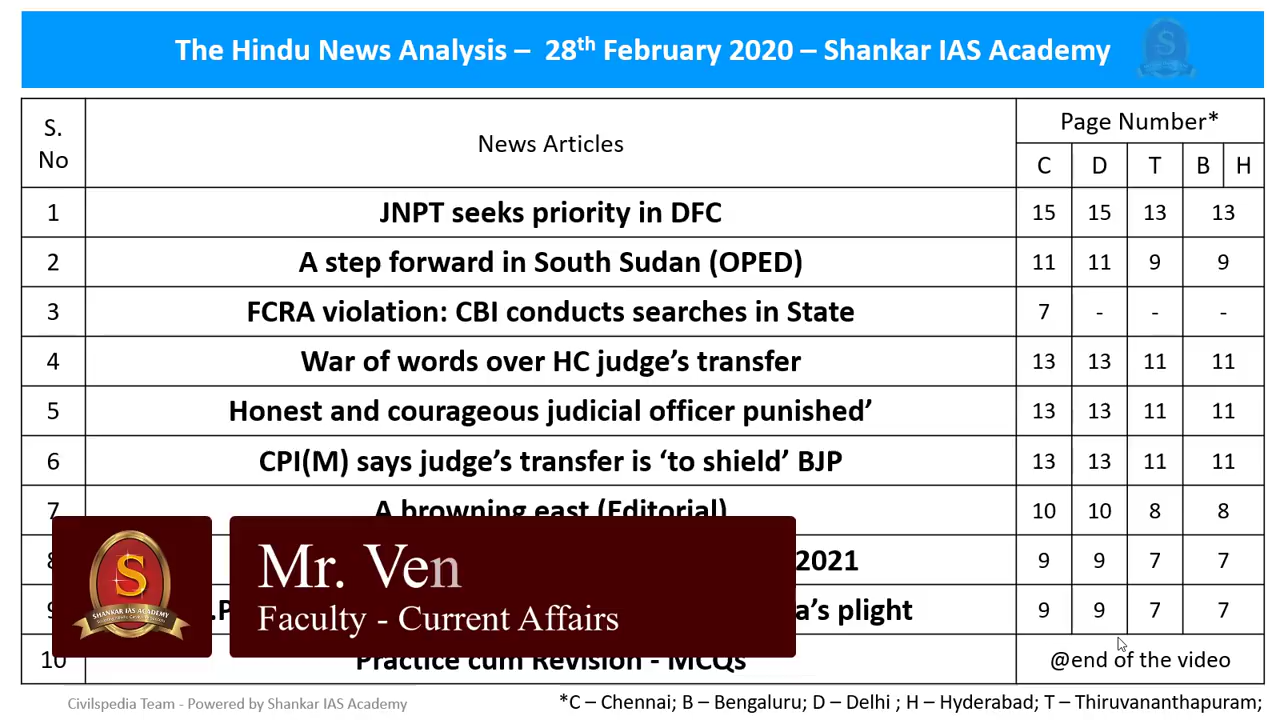 The Hindu News Analysis – 28th February 2020 – Shankar IAS Academy
S. No News Articles Page Number*
C D T B H
1 JNPT seeks priority in DFC 15 15 13 13
2 A step forward in South Sudan (OPED) 11 11 9 9
3 FCRA violation: CBI conducts searches in State 7 - - -
4 War of words over HC judge’s transfer 13 13 11 11
5 Honest and courageous judicial officer punished’ 13 13 11 11
6 CPI(M) says judge’s transfer is ‘to shield’ BJP 13 13 11 11
7 A browning east (Editorial) 10 10 8 8
2021 9 9 7 7
plight 9 9 7 7
10 Practice cum Revision - MCQs @end of the video
Mr. Ven
Faculty - Current Affairs
S
SHANKAR IAS ACADEMY
Civilspedia Team - Powered by Shankar IAS Academy
*C – Chennai; B – Bengaluru; D – Delhi ; H – Hyderabad; T – Thiruvananthapuram;